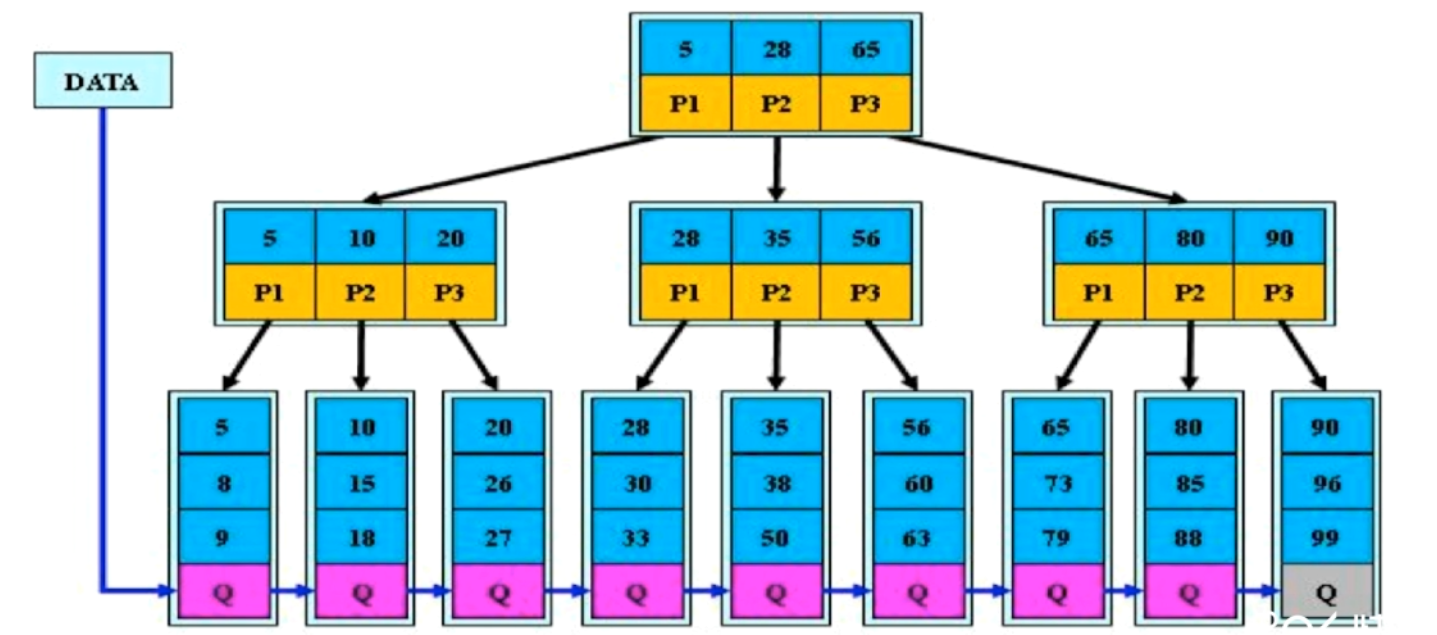 5 28 65
DATA
P1 P2 P3
5 10 20 28 35 56 65 80 90
P1 P2 P3 P1 P2 P3 P1 P2 P3
5 10 20 28 35 56 65 80 90
8 15 26 30 38 60 73 85 96
9 18 27 33 50 63 79 88 99
Q Q Q Q Q Q Q Q Q